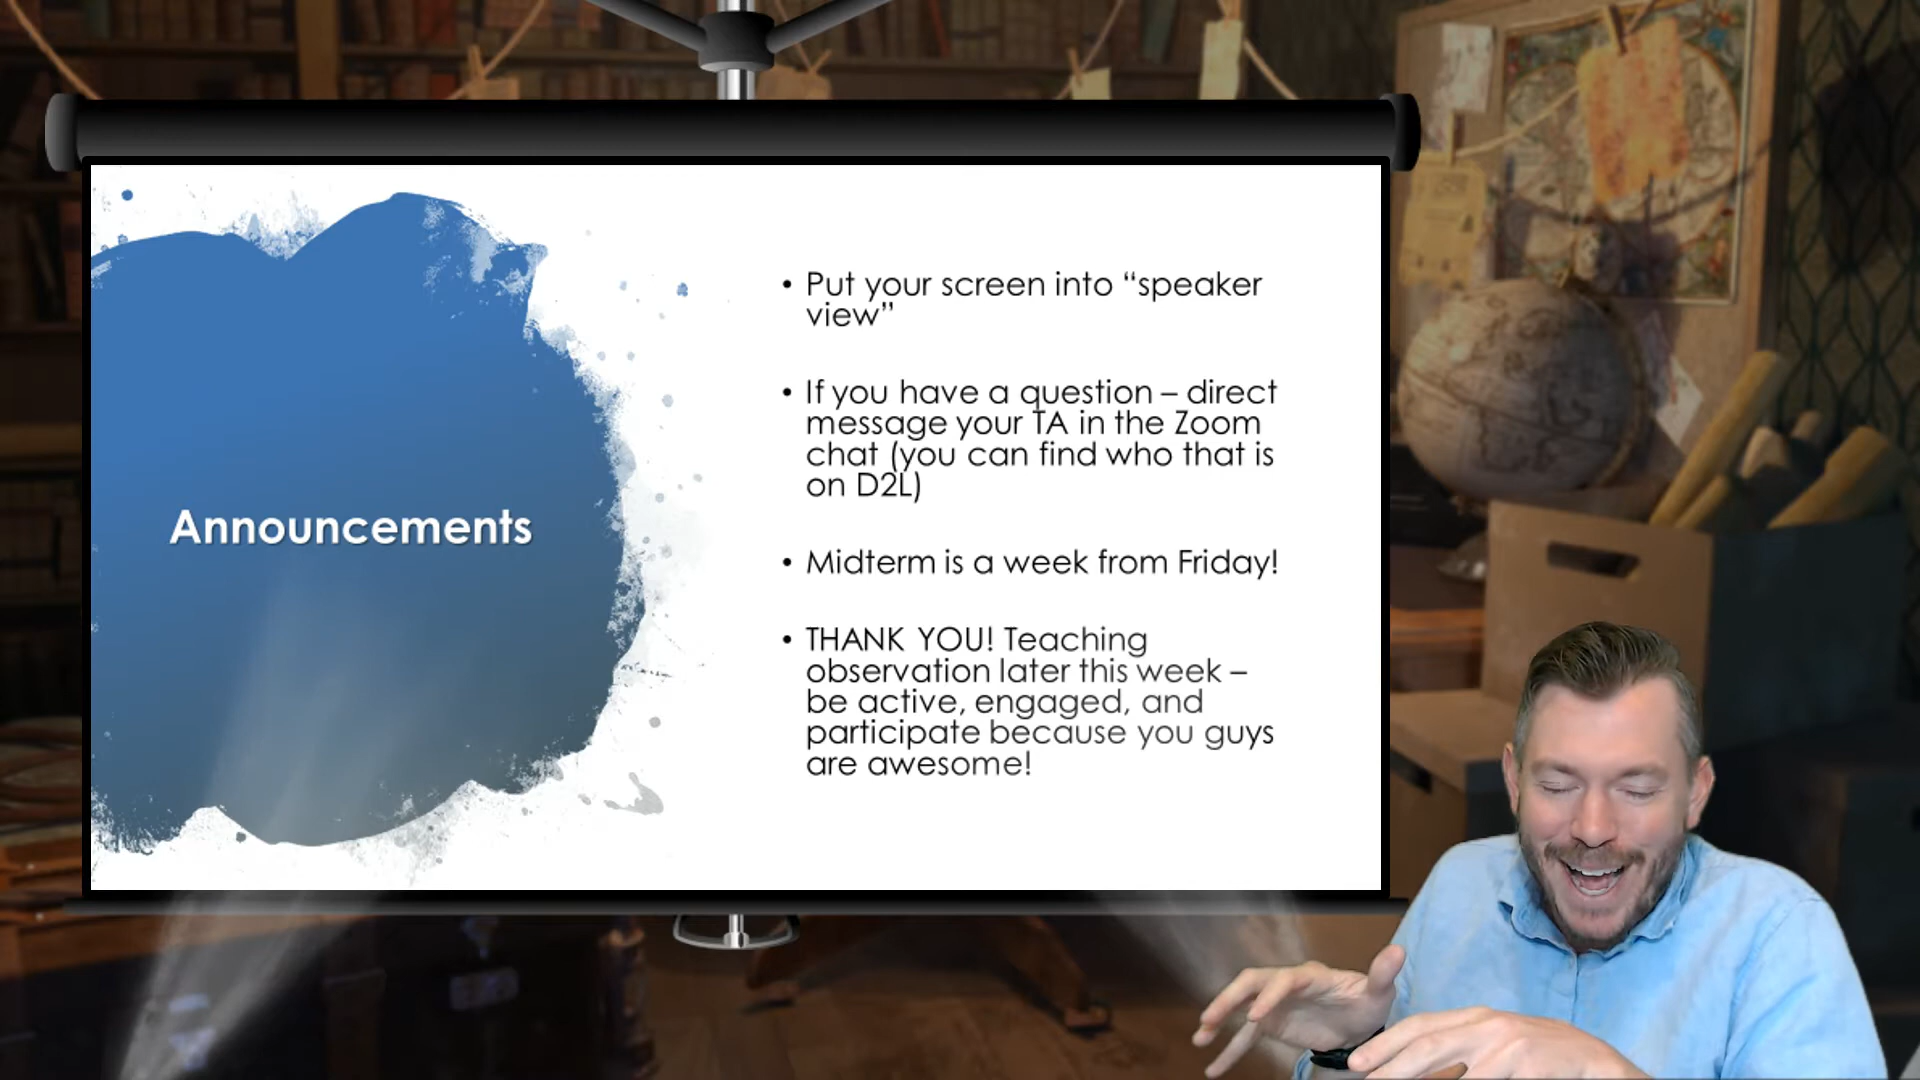 Announcements
• Put your screen into “speaker
view”
• If you have a question – direct
message your TA in the Zoom
chat (you can find who that is
on D2L)
• Midterm is a week from Friday!
• THANK YOU! Teaching
observation later this week –
be active, engaged, and
participate because you guys
are awesome!